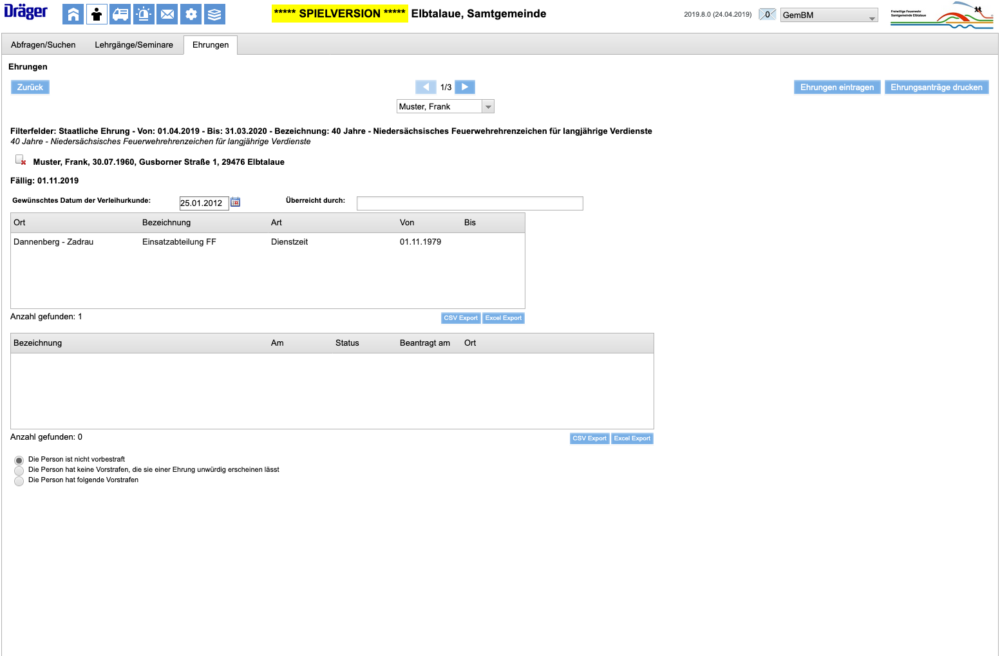 Dräger
***** SPIELVERSION ***** Elbtalaue, Samtgemeinde
2019.8.0 (24.04.2019)
0
GemBM
Freiwillige Feuerwehr
Samtgemeinde Elbtalaue
Abfragen/Suchen Lehrgänge/Seminare Ehrungen
Ehrungen
Zurück
1/3
Ehrungen eintragen Ehrungsanträge drucken
Muster, Frank
Filterfelder: Staatliche Ehrung - Von: 01.04.2019 - Bis: 31.03.2020 - Bezeichnung: 40 Jahre - Niedersächsisches Feuerwehrehrenzeichen für langjährige Verdienste
40 Jahre - Niedersächsisches Feuerwehrehrenzeichen für langjährige Verdienste
Muster, Frank, 30.07.1960, Gusborner Straße 1, 29476 Elbtalaue
Fällig: 01.11.2019
Gewünschtes Datum der Verleihurkunde: 25.01.2012 Überreicht durch:
Ort Bezeichnung Art Von Bis
Dannenberg - Zadrau Einsatzabteilung FF Dienstzeit 01.11.1979
Anzahl gefunden: 1
CSV Export Excel Export
Bezeichnung Am Status Beantragt am Ort
Anzahl gefunden: 0
CSV Export Excel Export
Die Person ist nicht vorbestraft
Die Person hat keine Vorstrafen, die sie einer Ehrung unwürdig erscheinen lässt
Die Person hat folgende Vorstrafen